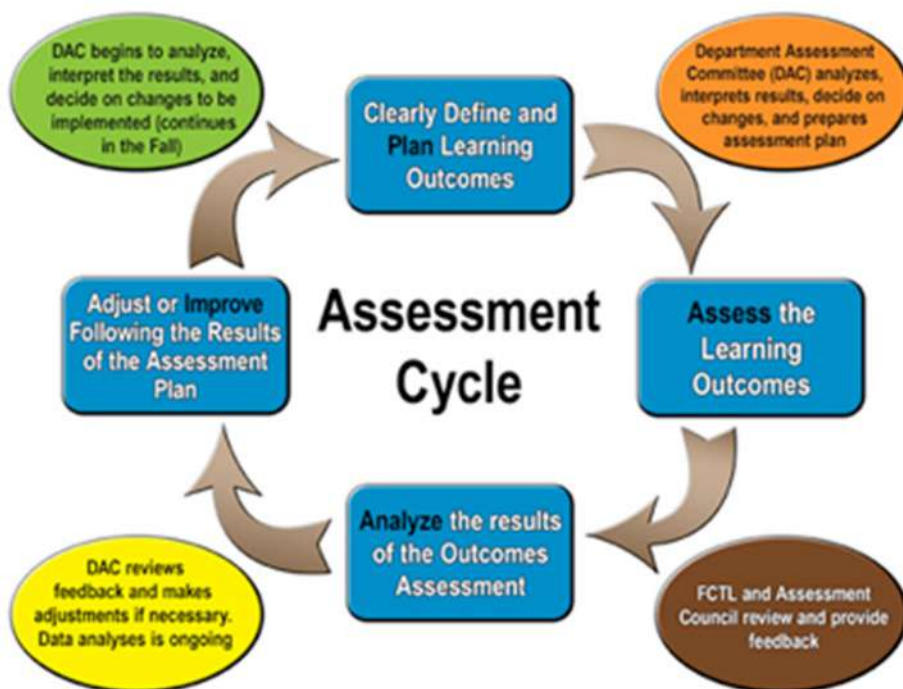 DAC begins to analyze,
interpret the results, and
decide on changes to be
implemented (continues
in the Fall)
Clearly Define and
Plan Learning
Outcomes
Department Assessment
Committee (DAC) analyzes,
interprets results, decide on
changes, and prepares
assessment plan
Adjust or Improve
Following the Results
of the Assessment
Plan
Assessment
Cycle
Assess the
Learning
Outcomes
Analyze the results
of the Outcomes
Assessment
DAC reviews
feedback and makes
adjustments if necessary.
Data analyses is ongoing
FCTL and Assessment
Council review and provide
feedback